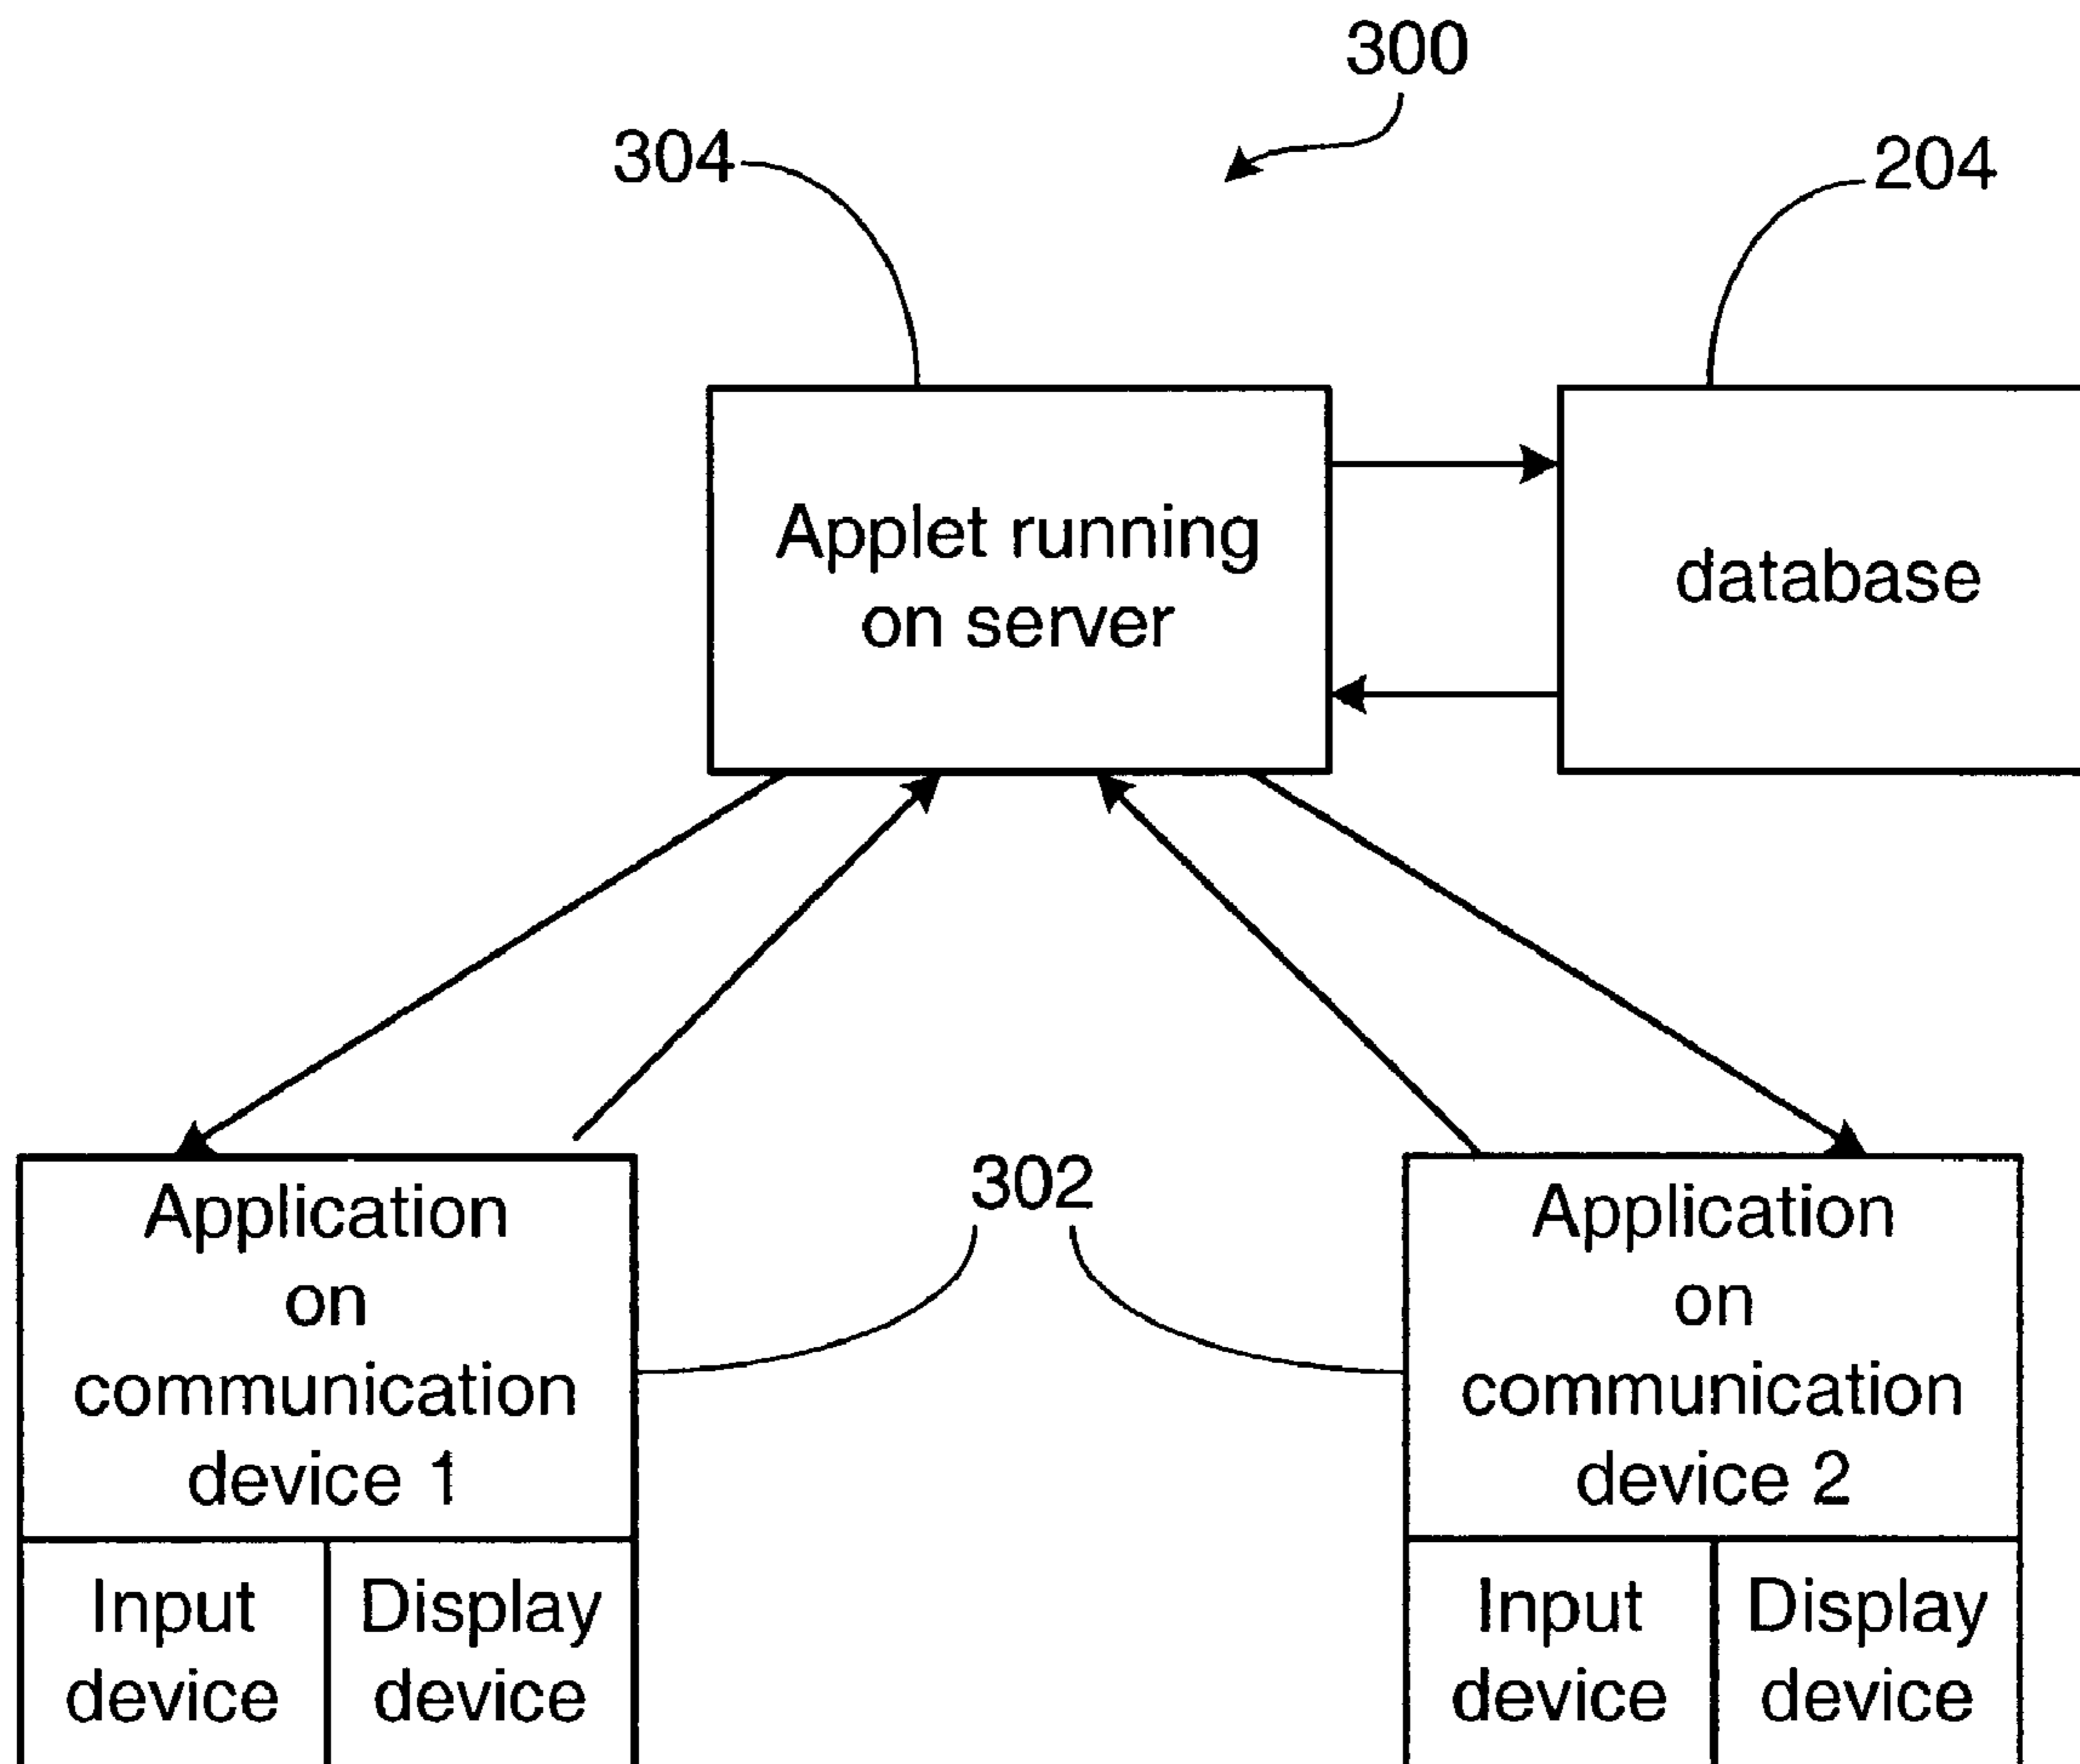 300
304
204
Applet running
on server
database
302
Application
on
communication
device 1
Application
on
communication
device 2
Input
device
Display
device
Input
device
Display
device